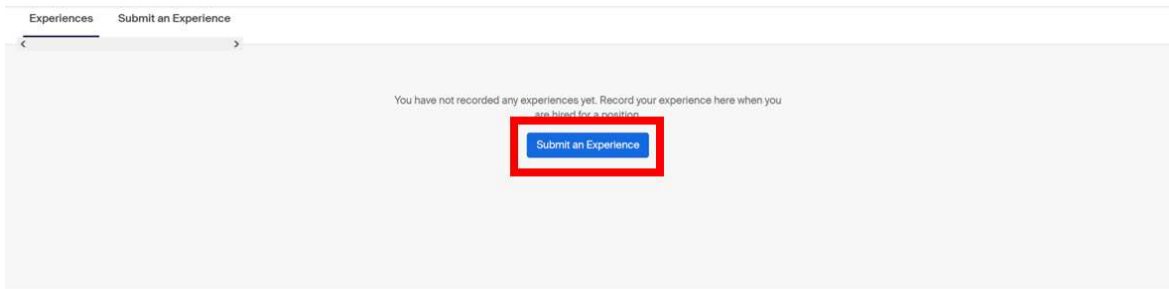 Experiences Submit an Experience
You have not recorded any experiences yet. Record your experience here when you
are hired for a position.
Submit an Experience